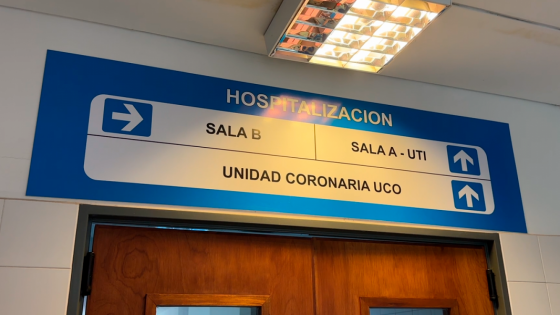 HOSPITALIZACION
SALA B
SALA A - UTI
UNIDAD CORONARIA UCO